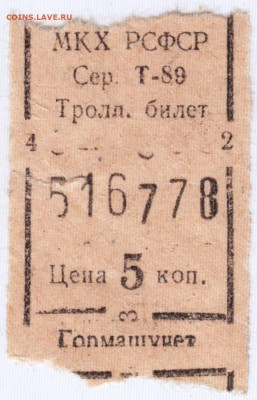 COINS.LAVE.RU
МКХ РСФСР
Сер. Т-89
Тролл. билет
4 2
516778
Цена 5 коп.
3
Гормашучет